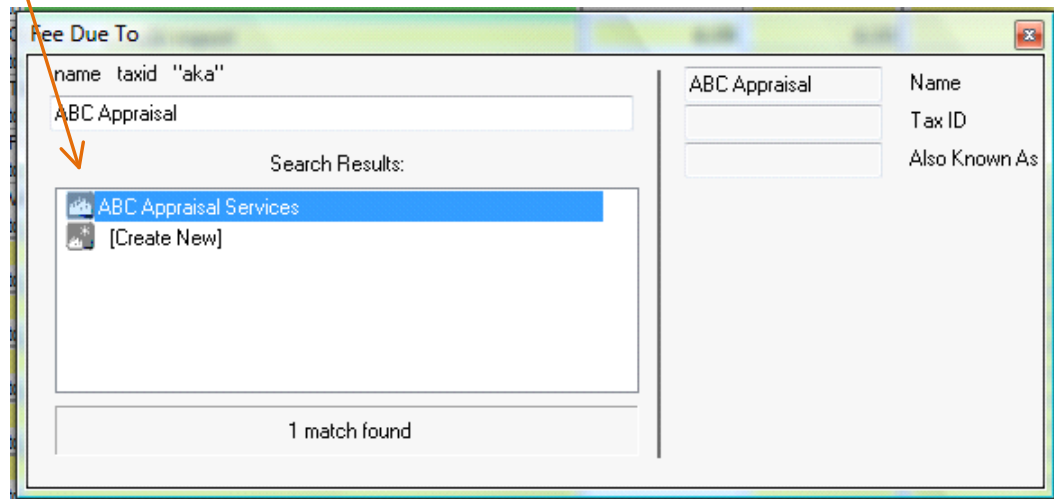 Fee Due To
name taxid "aka"
ABC Appraisal
Search Results:
ABC Appraisal Services
[Create New]
1 match found
ABC Appraisal Name
Tax ID
Also Known As